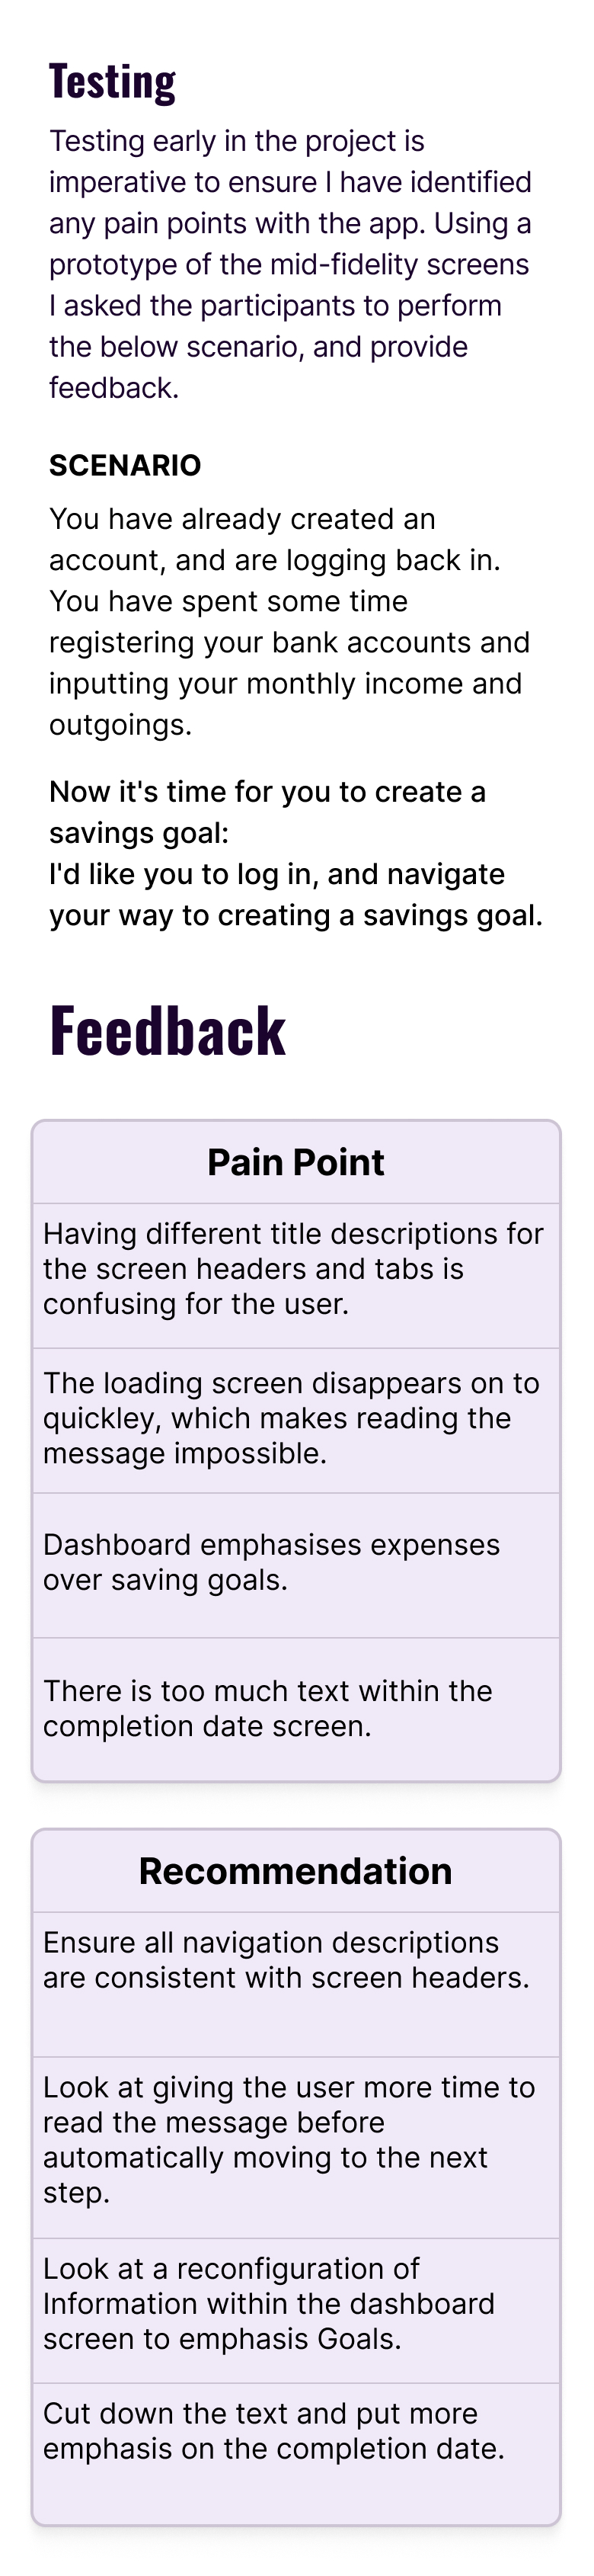 Testing
Testing early in the project is
imperative to ensure I have identified
any pain points with the app. Using a
prototype of the mid-fidelity screens
I asked the participants to perform
the below scenario, and provide
feedback.
SCENARIO
You have already created an
account, and are logging back in.
You have spent some time
registering your bank accounts and
inputting your monthly income and
outgoings.
Now it's time for you to create a
savings goal:
I'd like you to log in, and navigate
your way to creating a savings goal.
Feedback
Pain Point
Having different title descriptions for
the screen headers and tabs is
confusing for the user.
The loading screen disappears on to
quickley, which makes reading the
message impossible.
Dashboard emphasises expenses
over saving goals.
There is too much text within the
completion date screen.
Recommendation
Ensure all navigation descriptions
are consistent with screen headers.
Look at giving the user more time to
read the message before
automatically moving to the next
step.
Look at a reconfiguration of
Information within the dashboard
screen to emphasis Goals.
Cut down the text and put more
emphasis on the completion date.